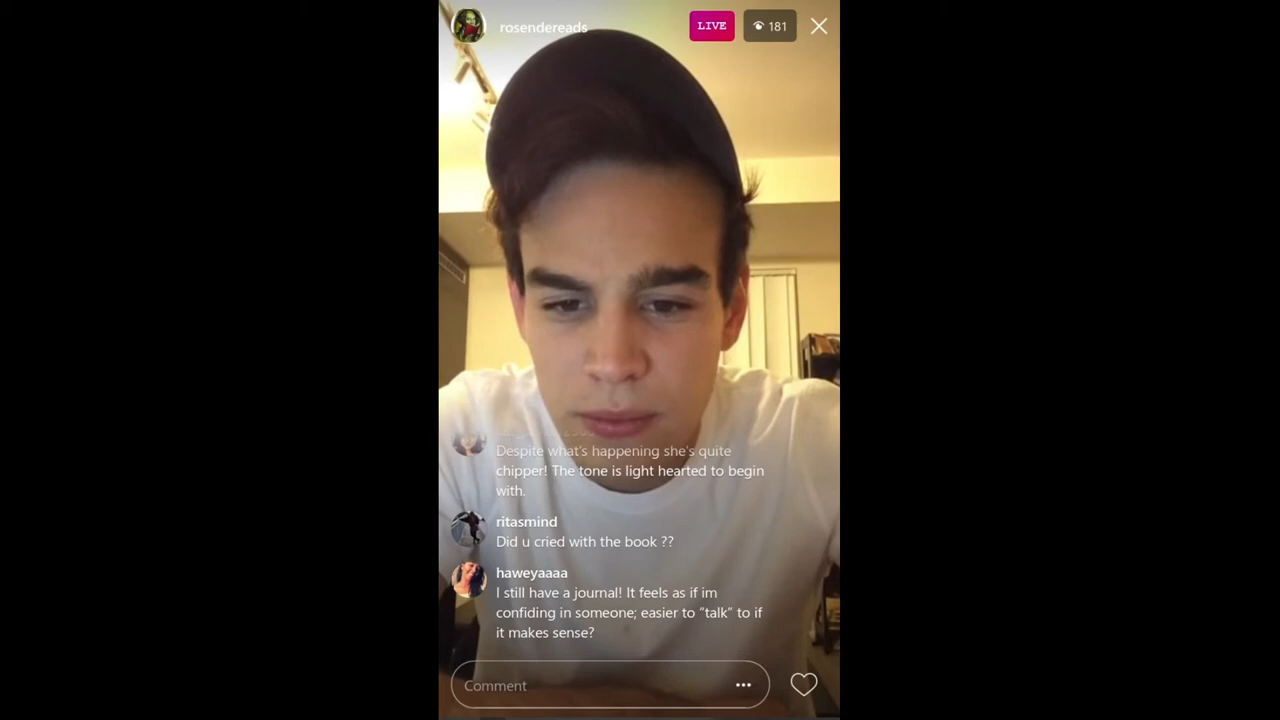 rosendereads LIVE 181
Despite what's happening she's quite
chipper! The tone is light hearted to begin
with.
ritasmind
Did u cried with the book ??
haweyaaaa
I still have a journal! It feels as if im
confiding in someone; easier to “talk” to if
it makes sense?
Comment